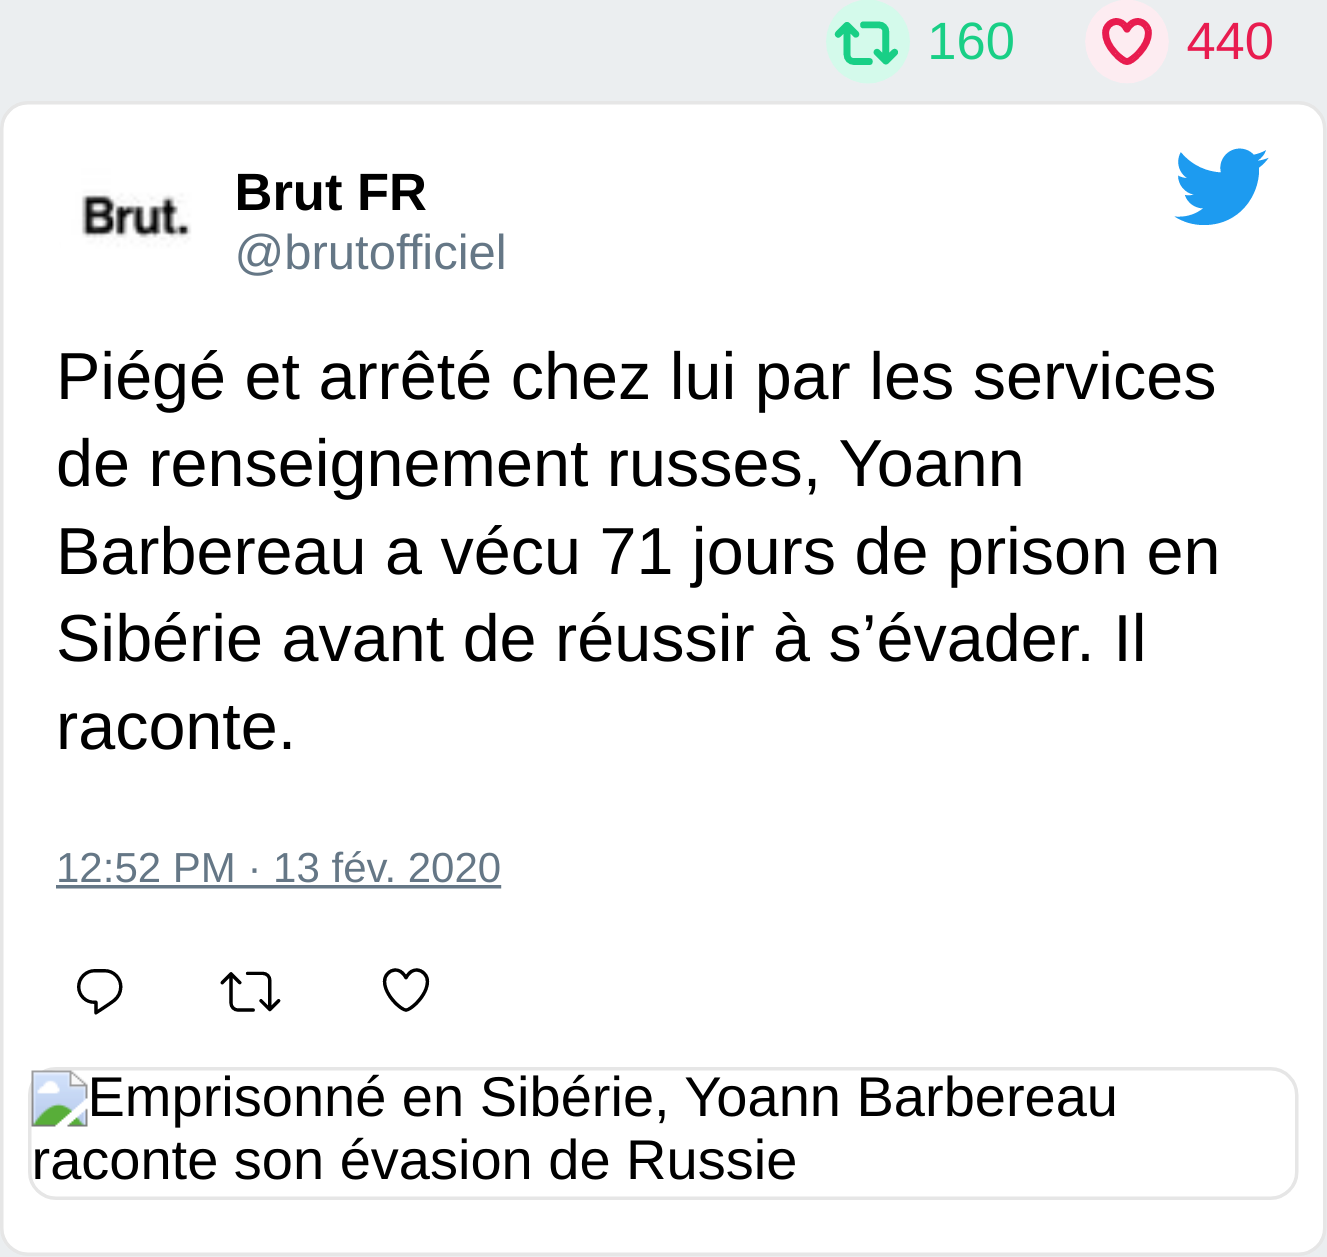 160 440
Brut.
Brut FR
@brutofficiel
Piégé et arrêté chez lui par les services
de renseignement russes, Yoann
Barbereau a vécu 71 jours de prison en
Sibérie avant de réussir à s’évader. Il
raconte.
12:52 PM · 13 fév. 2020
Emprisonné en Sibérie, Yoann Barbereau
raconte son évasion de Russie